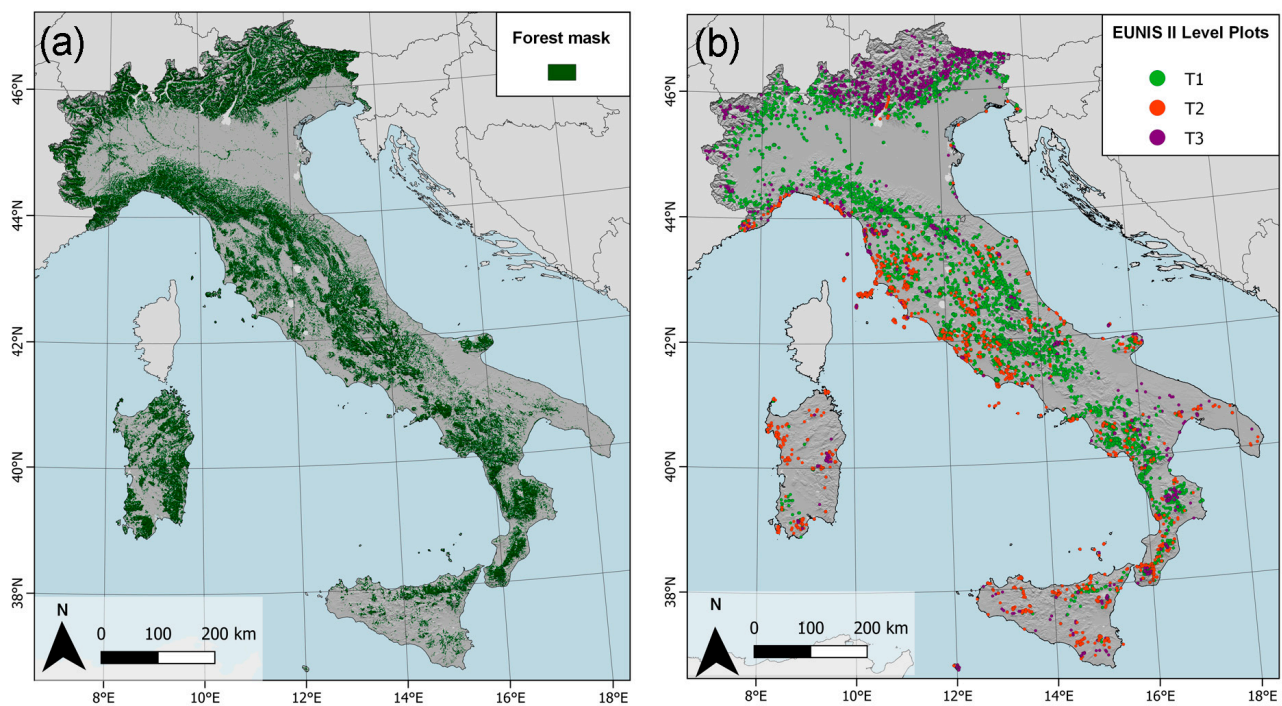 (a)
Forest mask
46°N
44°N
42°N
40°N
38°N
N
0 100 200 km
8°E 10°E 12°E 14°E 16°E 18°E
(b)
EUNIS II Level Plots
T1
T2
T3
46°N
44°N
42°N
40°N
38°N
N
0 100 200 km
8°E 10°E 12°E 14°E 16°E 18°E